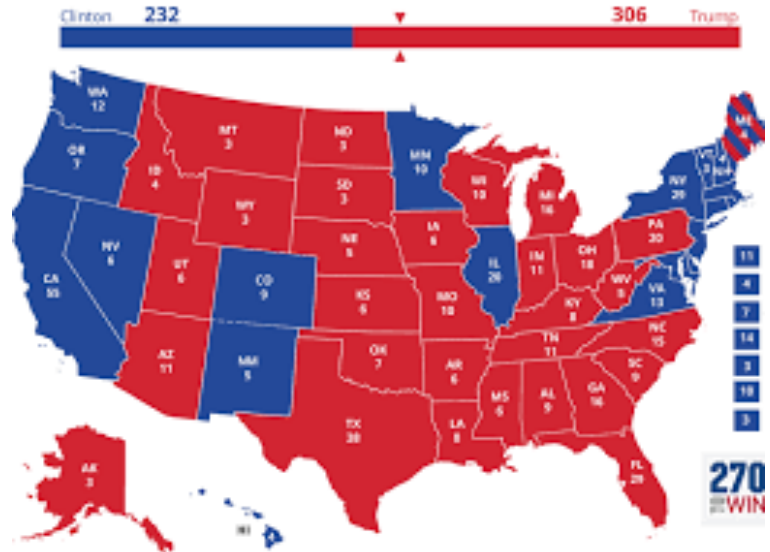 Clinton 232 306 Trump
WA
12
OR
7
ID
4
MT
3
ND
3
MN
10
WI
10
MI
16
ME
NY
29
VT
3
4
NH
SD
3
WY
3
NV
6
CA
55
UT
6
CO
9
NE
5
IA
6
IL
20
IN
11
OH
18
PA
20
WV
5
VA
13
KS
6
MO
10
KY
8
NC
15
TN
11
SC
9
AZ
11
NM
5
OK
7
AR
6
MS
6
AL
9
GA
16
TX
38
LA
8
FL
29
AK
3
HI
4
11
4
7
14
3
10
3
270
WIN